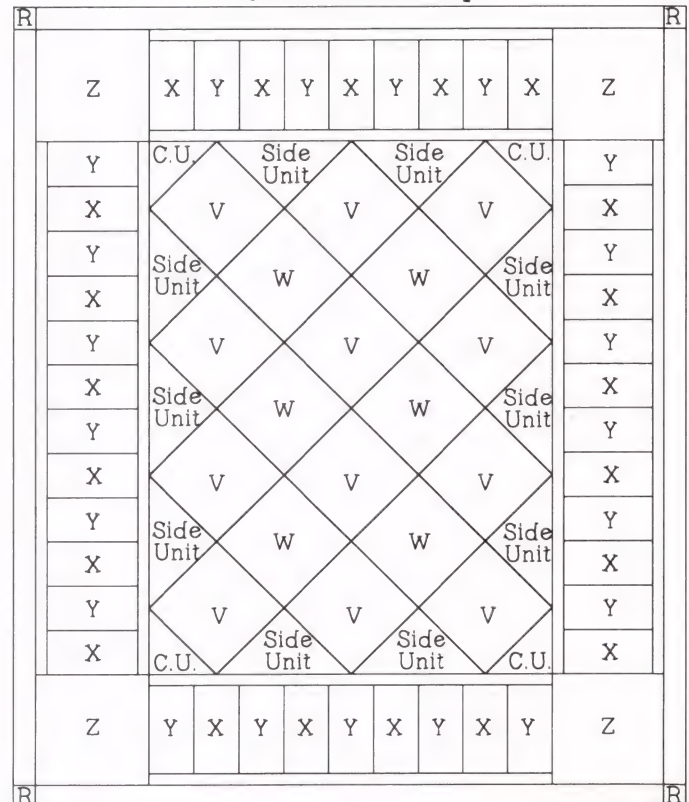 R R
Z X Y X Y X Y X Y X Z
Y C.U. Side Side C.U. Y
Unit Unit
X V V V X
Y Side Side Y
Unit W W Unit
X X
Y V V V Y
X Side Side X
Unit W W Unit
Y Y
X V V V X
Y Side Side Y
Unit W W Unit
X X
Y V V V Y
Side Side
X C.U. Unit Unit C.U. X
Z Y X Y X Y X Y X Y Z
R R